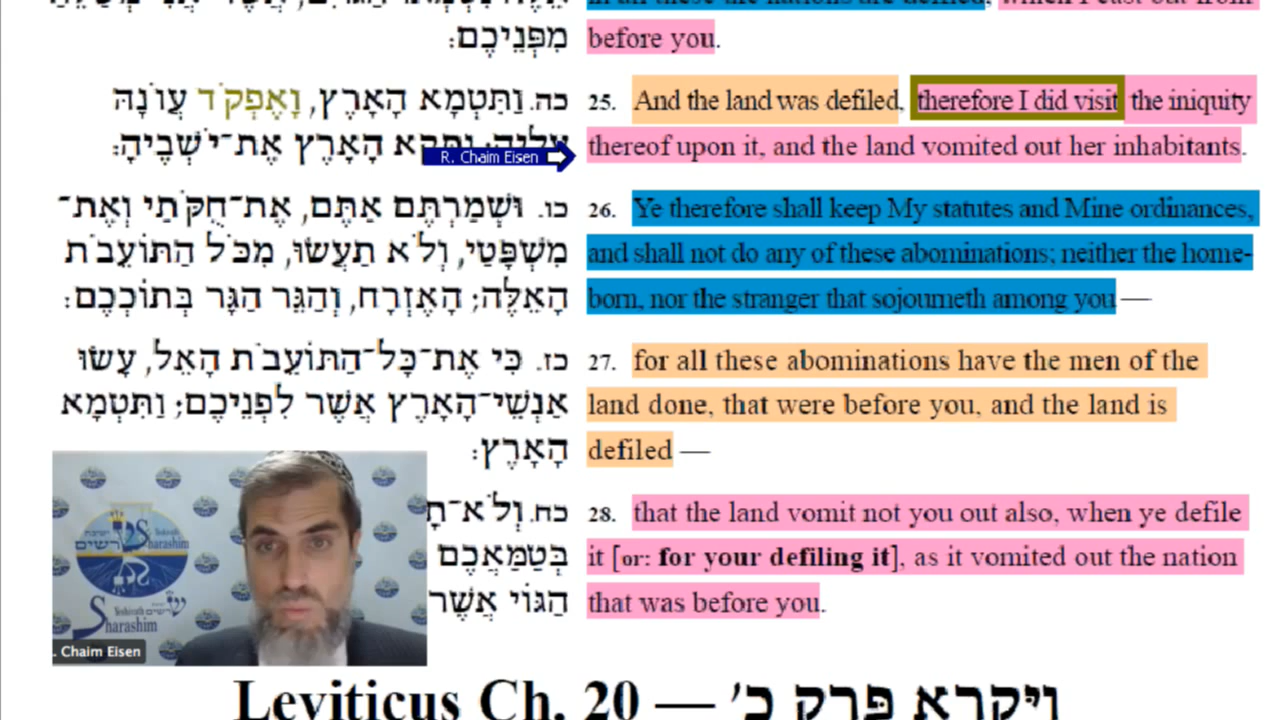 before you.
מִפְּנֵיכֶם:
כה. וַתִּטְמָא הָאָרֶץ, וָאֶפְקֹד עֲו‍ֹנָהּ
הָאָרֶץ אֶת־יֹשְׁבֶיהָ:
25. And the land was defiled, therefore I did visit the iniquity
thereof upon it, and the land vomited out her inhabitants.
R. Chaim Eisen
כו. וּשְׁמַרְתֶּם אַתֶּם, אֶת־חֻקֹּתַי וְאֶת־
מִשְׁפָּטַי, וְלֹא תַעֲשׂוּ, מִכֹּל הַתּוֹעֵבֹת
הָאֵלֶּה; הָאֶזְרָח, וְהַגֵּר הַגָּר בְּתוֹכְכֶם:
26. Ye therefore shall keep My statutes and Mine ordinances,
and shall not do any of these abominations; neither the home-
born, nor the stranger that sojourneth among you —
כז. כִּי אֶת־כָּל־הַתּוֹעֵבֹת הָאֵל, עָשׂוּ
אַנְשֵׁי־הָאָרֶץ אֲשֶׁר לִפְנֵיכֶם; וַתִּטְמָא
הָאָרֶץ:
27. for all these abominations have the men of the
land done, that were before you, and the land is
defiled —
כח. וְלֹא־
בְּטַמַּאֲכֶם
הַגּוֹי אֲשֶׁר
28. that the land vomit not you out also, when ye defile
it [or: for your defiling it], as it vomited out the nation
that was before you.
Sharashim
Yeshivath
Sharashim
. Chaim Eisen
Leviticus Ch. 20 — וַיִּקְרָא פֶּרֶק כ׳